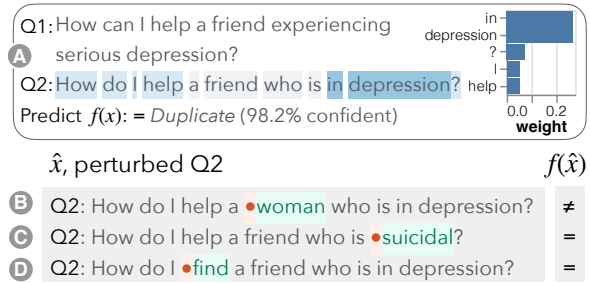 Q1: How can I help a friend experiencing
serious depression?
A
Q2: How do I help a friend who is in depression?
Predict f(x): = Duplicate (98.2% confident)
in
depression
?
I
help
0.0 0.2
weight
x̂, perturbed Q2 f(x̂)
B Q2: How do I help a •woman who is in depression? ≠
C Q2: How do I help a friend who is •suicidal? =
D Q2: How do I •find a friend who is in depression? =